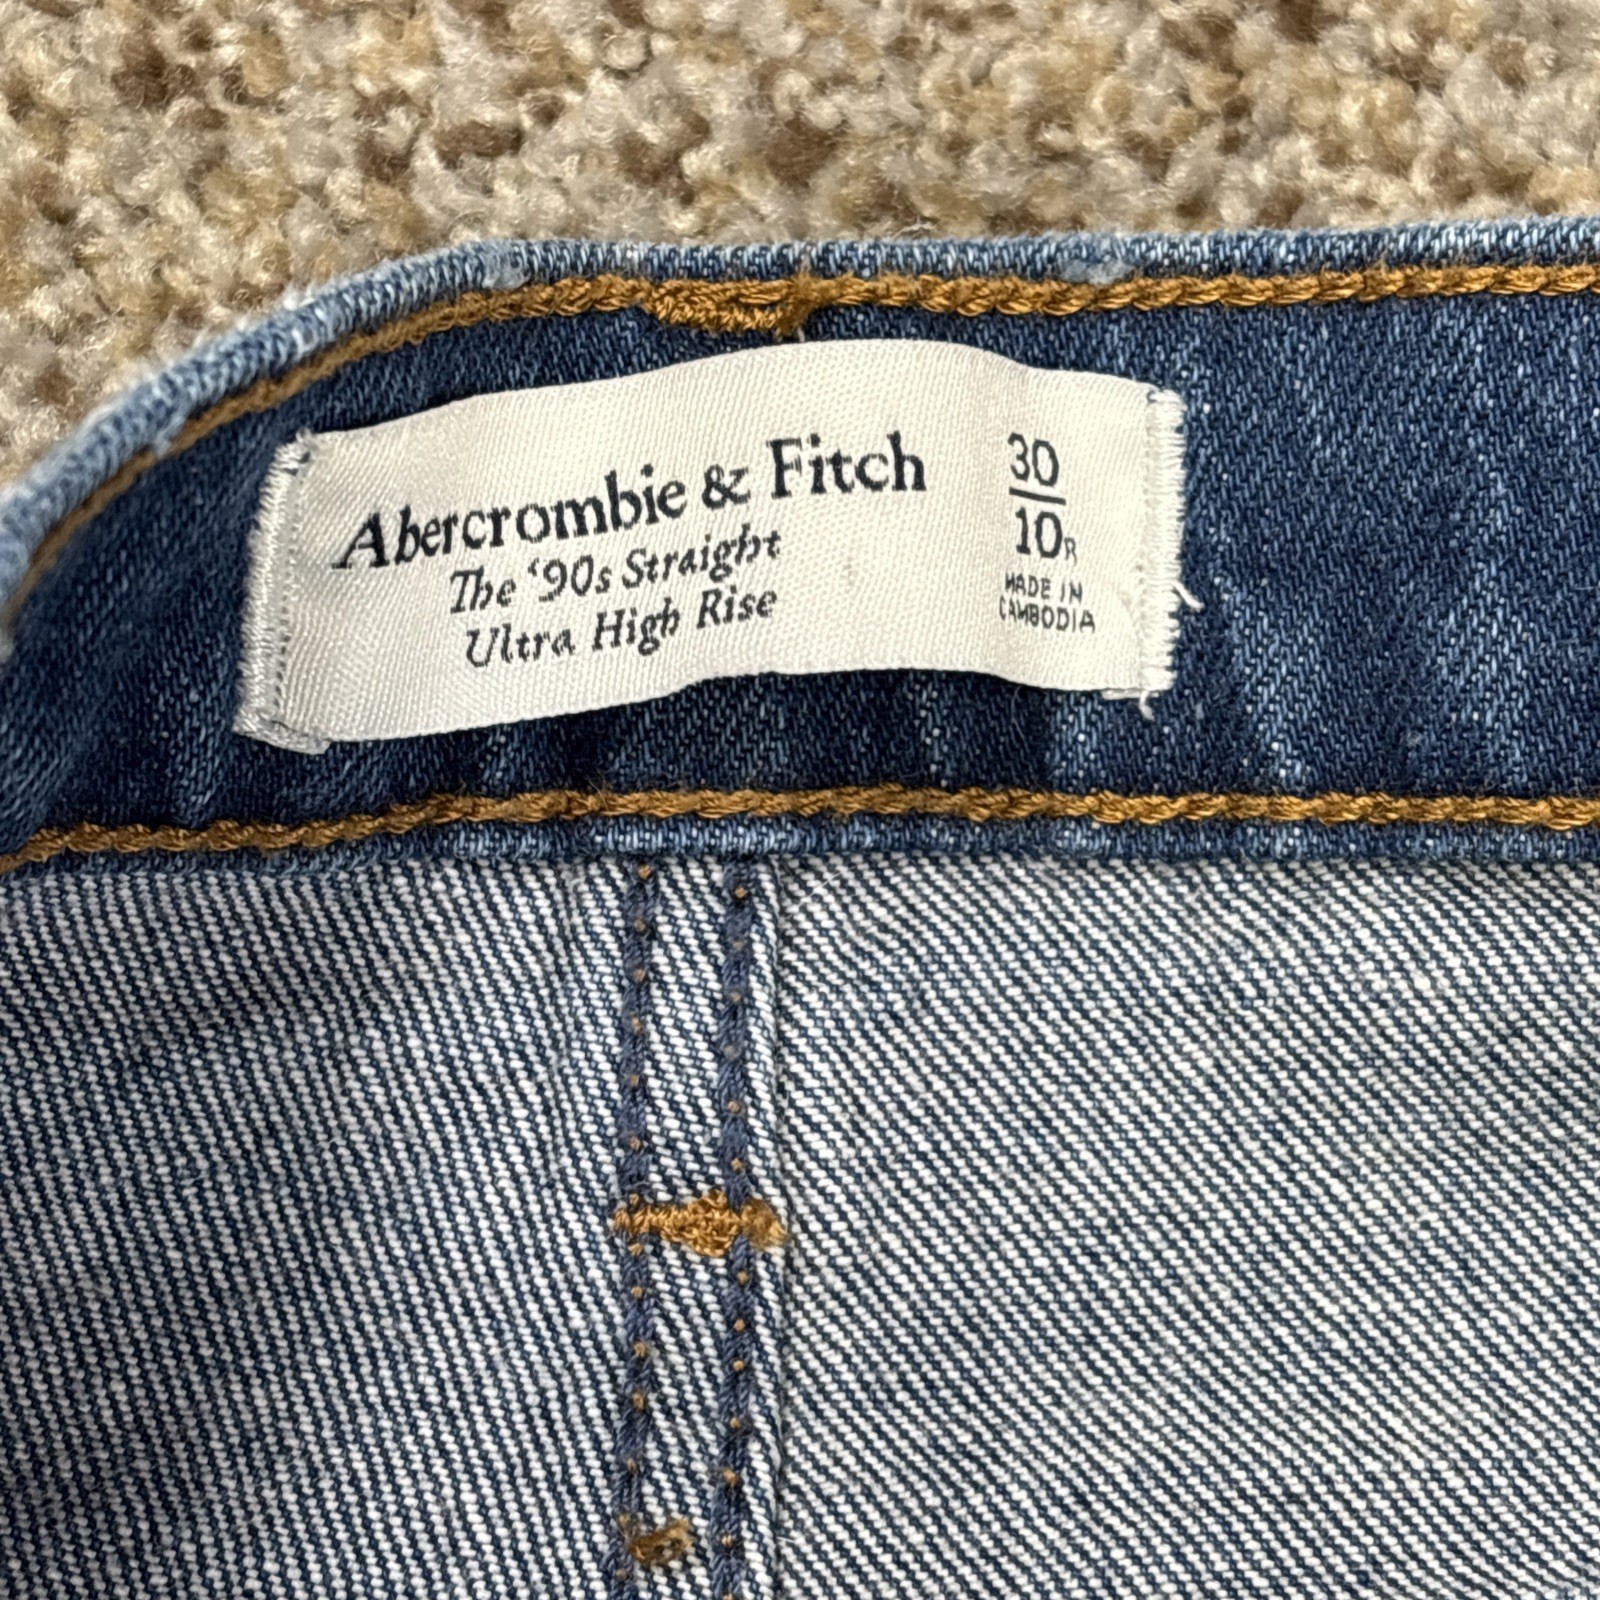 Abercrombie & Fitch
The ‘90s Straight
Ultra High Rise
30
10R
MADE IN
CAMBODIA